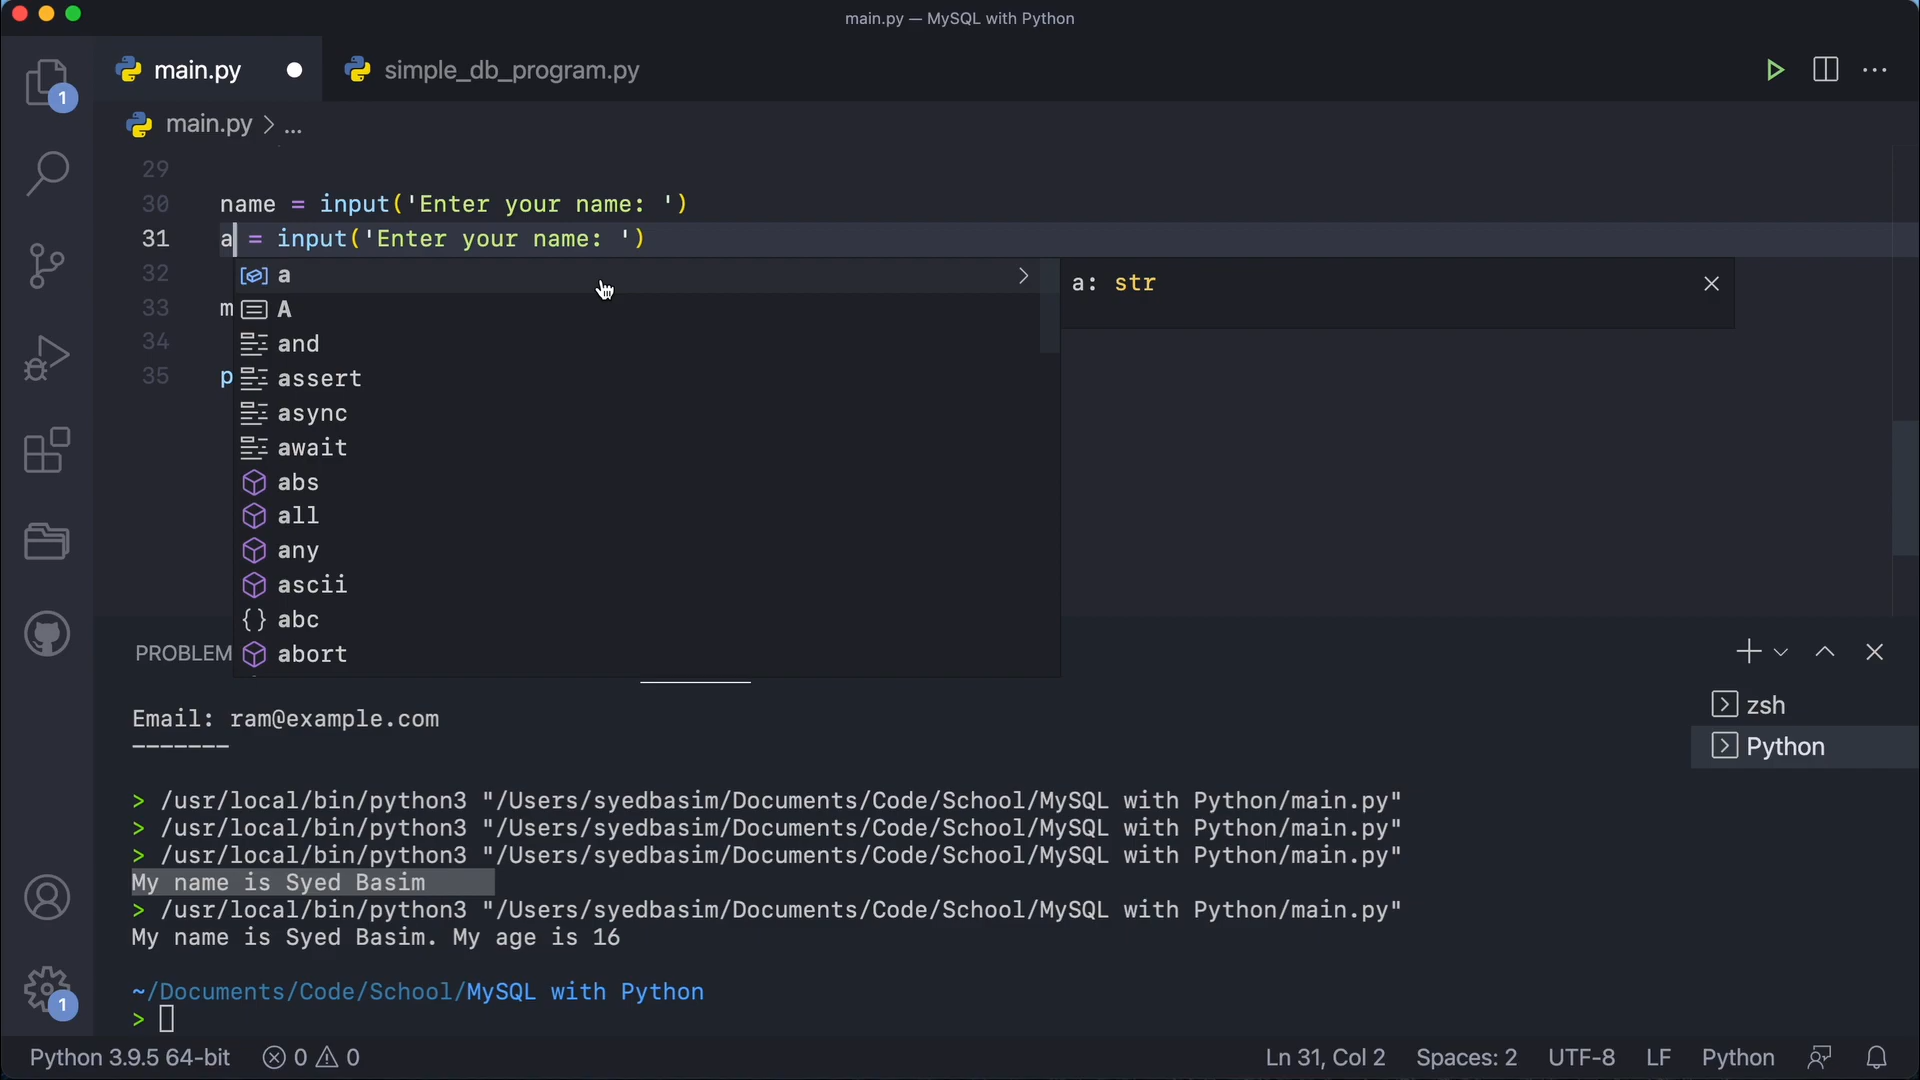 main.py — MySQL with Python
1
main.py
simple_db_program.py
main.py > ...
29
30 name = input('Enter your name: ')
31 a = input('Enter your name: ')
32
33 m
34
35 p
a
A
and
assert
async
await
abs
all
any
ascii
abc
abort
a: str
PROBLEM
zsh
Python
Email: ram@example.com
-------
> /usr/local/bin/python3 "/Users/syedbasim/Documents/Code/School/MySQL with Python/main.py"
> /usr/local/bin/python3 "/Users/syedbasim/Documents/Code/School/MySQL with Python/main.py"
> /usr/local/bin/python3 "/Users/syedbasim/Documents/Code/School/MySQL with Python/main.py"
My name is Syed Basim
> /usr/local/bin/python3 "/Users/syedbasim/Documents/Code/School/MySQL with Python/main.py"
My name is Syed Basim. My age is 16
~/Documents/Code/School/MySQL with Python
>
1
Python 3.9.5 64-bit 0 0 Ln 31, Col 2 Spaces: 2 UTF-8 LF Python